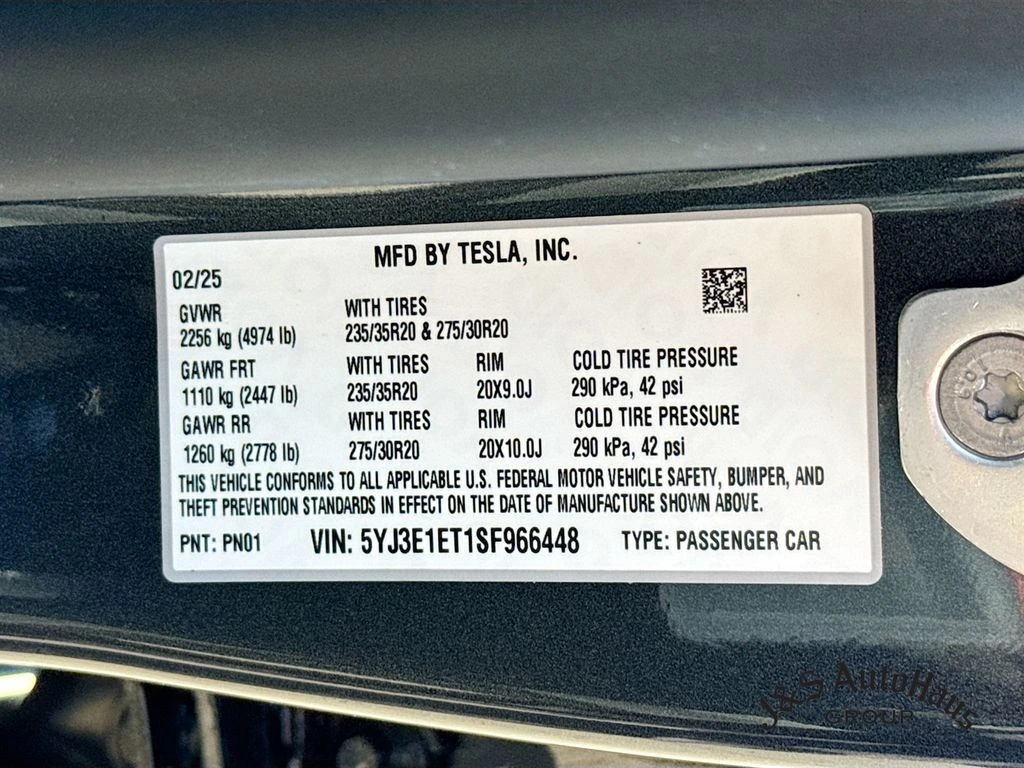 MFD BY TESLA, INC.
02/25
GVWR WITH TIRES
2256 kg (4974 lb) 235/35R20 & 275/30R20
GAWR FRT WITH TIRES RIM COLD TIRE PRESSURE
1110 kg (2447 lb) 235/35R20 20X9.0J 290 kPa, 42 psi
GAWR RR WITH TIRES RIM COLD TIRE PRESSURE
1260 kg (2778 lb) 275/30R20 20X10.0J 290 kPa, 42 psi
THIS VEHICLE CONFORMS TO ALL APPLICABLE U.S. FEDERAL MOTOR VEHICLE SAFETY, BUMPER, AND
THEFT PREVENTION STANDARDS IN EFFECT ON THE DATE OF MANUFACTURE SHOWN ABOVE.
PNT: PN01 VIN: 5YJ3E1ET1SF966448 TYPE: PASSENGER CAR
J&S AutoHaus
GROUP